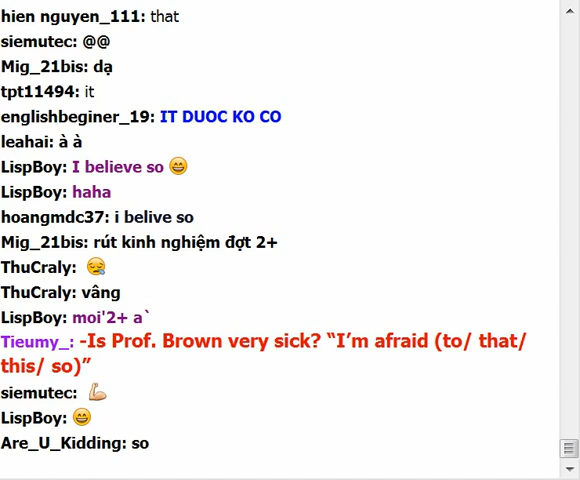 hien nguyen_111: that
siemutec: @@
Mig_21bis: dạ
tpt11494: it
englishbeginer_19: IT DUOC KO CO
leahai: à à
LispBoy: I believe so 😄
LispBoy: haha
hoangmdc37: i belive so
Mig_21bis: rút kinh nghiệm đợt 2+
ThuCraly: 😪
ThuCraly: vâng
LispBoy: moi'2+ a`
Tieumy_: -Is Prof. Brown very sick? “I’m afraid (to/ that/
this/ so)”
siemutec: 💪
LispBoy: 😄
Are_U_Kidding: so